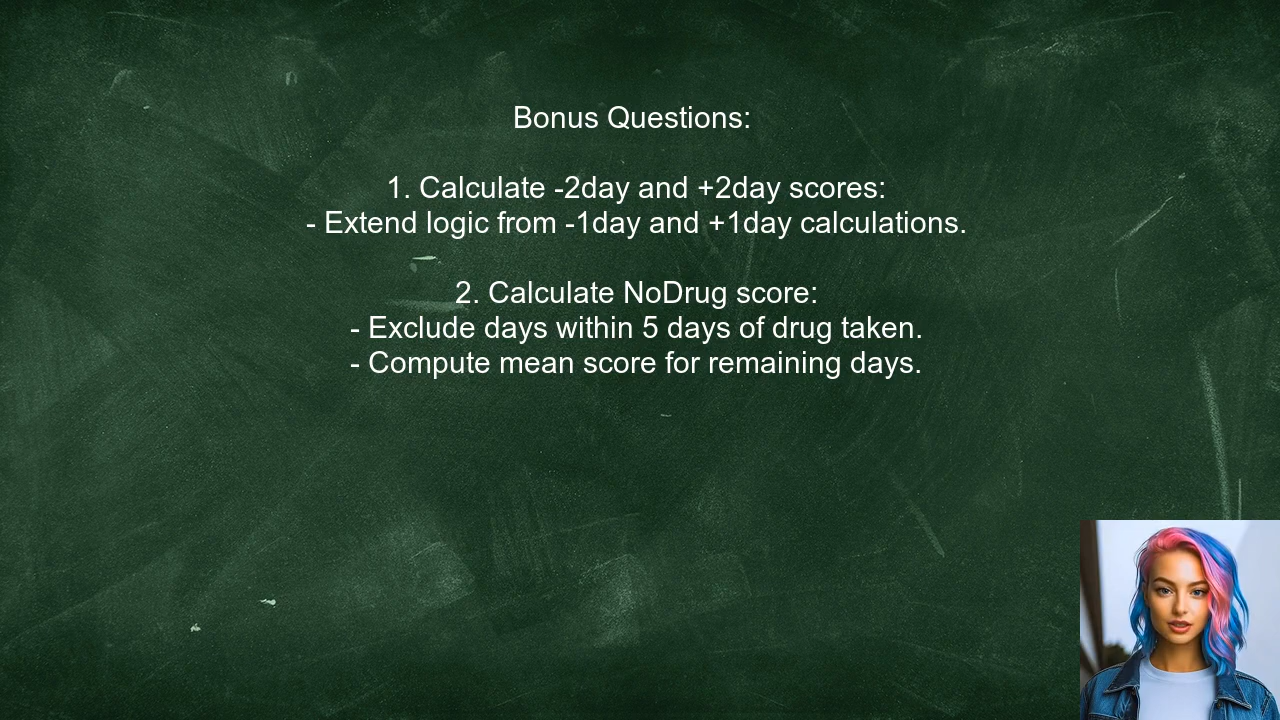 Bonus Questions:
1. Calculate -2day and +2day scores:
- Extend logic from -1day and +1day calculations.
2. Calculate NoDrug score:
- Exclude days within 5 days of drug taken.
- Compute mean score for remaining days.